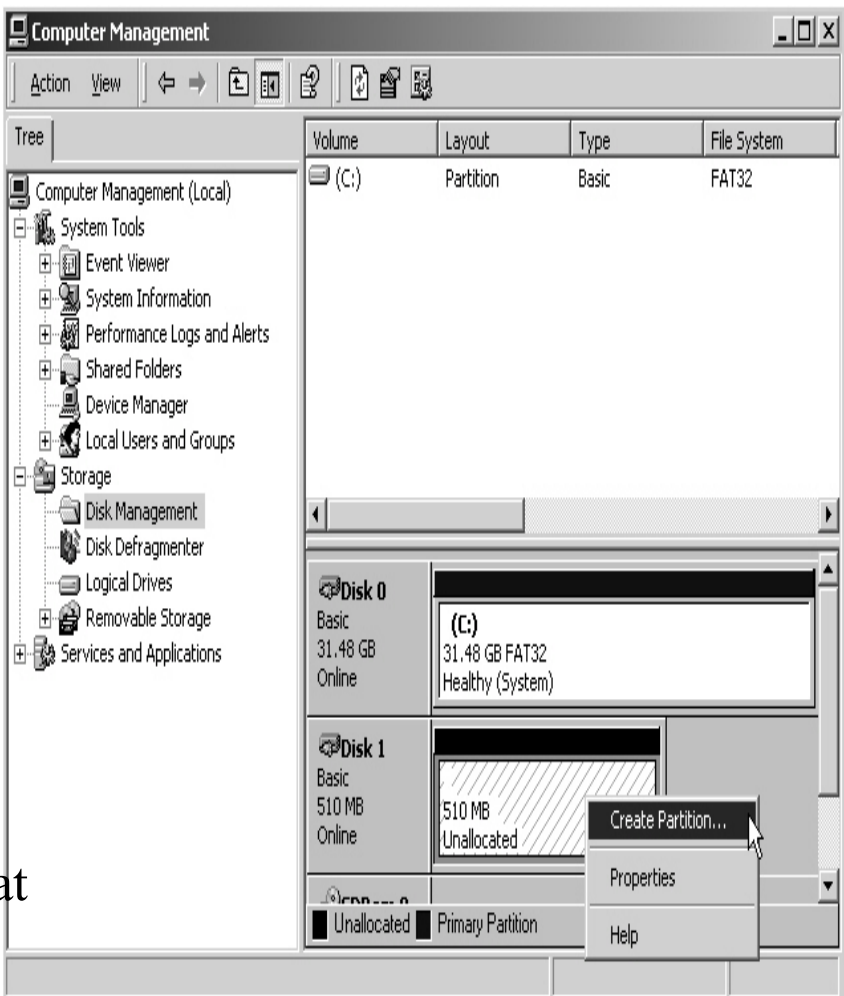 Computer Management
Action View
Tree
Volume Layout Type File System
(C:) Partition Basic FAT32
Computer Management (Local)
System Tools
Event Viewer
System Information
Performance Logs and Alerts
Shared Folders
Device Manager
Local Users and Groups
Storage
Disk Management
Disk Defragmenter
Logical Drives
Removable Storage
Services and Applications
Disk 0
Basic
31.48 GB
Online
(C:)
31.48 GB FAT32
Healthy (System)
Disk 1
Basic
510 MB
Online
510 MB
Unallocated
Create Partition...
Properties
Help
at
Unallocated Primary Partition